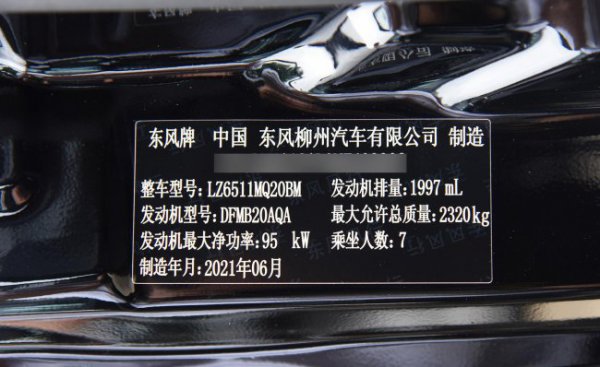 东风牌 中国 东风柳州汽车有限公司 制造
整车型号:LZ6511MQ20BM 发动机排量:1997 mL
发动机型号:DFMB20AQA 最大允许总质量:2320kg
发动机最大净功率:95 kW 乘坐人数:7
制造年月:2021年06月